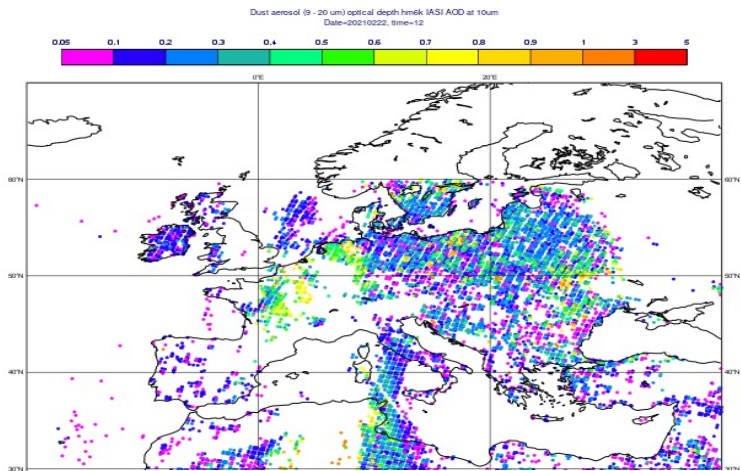 Dust aerosol (9 - 20 um) optical depth hm6k IASI AOD at 10um
Date=20210222, time=12
0.05 0.1 0.2 0.3 0.4 0.5 0.6 0.7 0.8 0.9 1 3 5
0°E 20°E
60°N 60°N
50°N 50°N
40°N 40°N
30°N 30°N